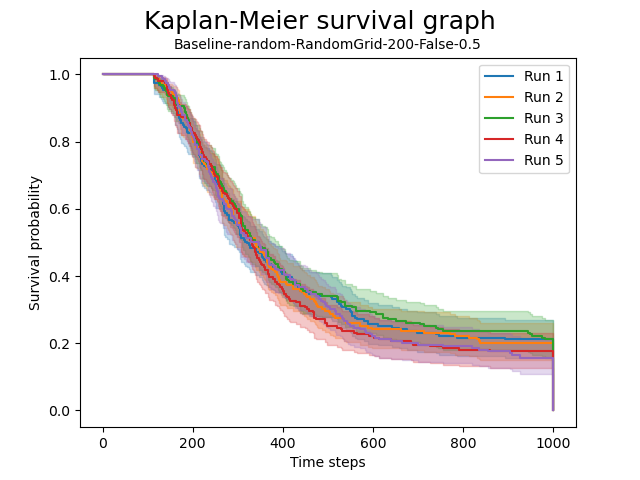 Kaplan-Meier survival graph
Baseline-random-RandomGrid-200-False-0.5
Survival probability
1.0
0.8
0.6
0.4
0.2
0.0
Run 1
Run 2
Run 3
Run 4
Run 5
0 200 400 600 800 1000
Time steps